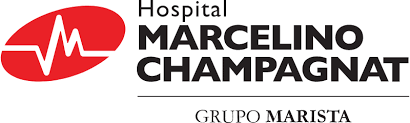 Hospital
MARCELINO
CHAMPAGNAT
GRUPO MARISTA